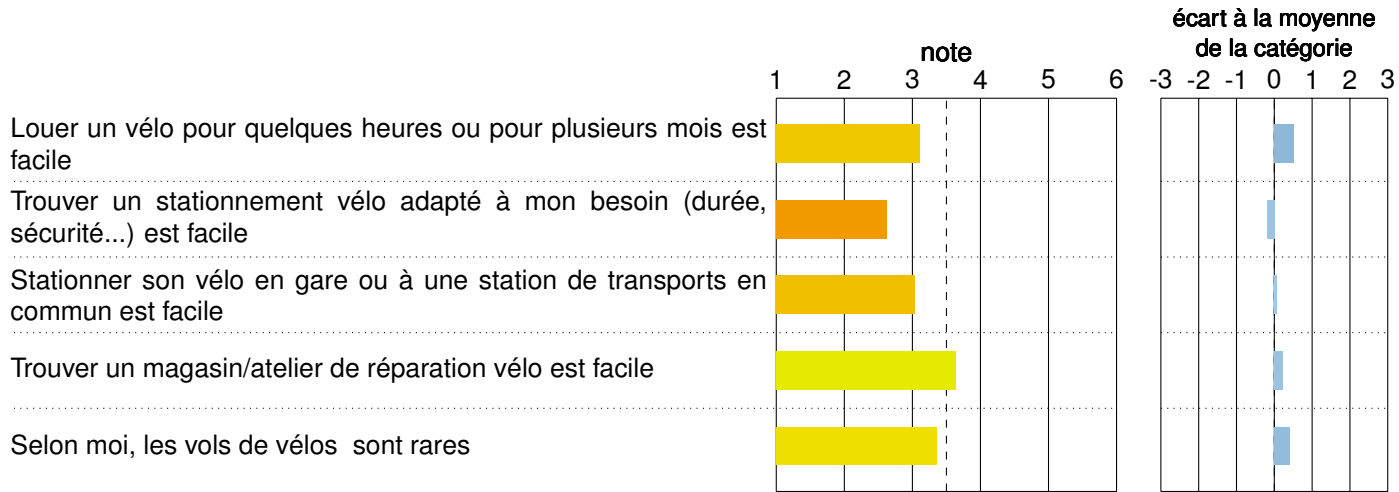 écart à la moyenne
de la catégorie
note
1 2 3 4 5 6
-3 -2 -1 0 1 2 3
Louer un vélo pour quelques heures ou pour plusieurs mois est
facile
Trouver un stationnement vélo adapté à mon besoin (durée,
sécurité...) est facile
Stationner son vélo en gare ou à une station de transports en
commun est facile
Trouver un magasin/atelier de réparation vélo est facile
Selon moi, les vols de vélos sont rares